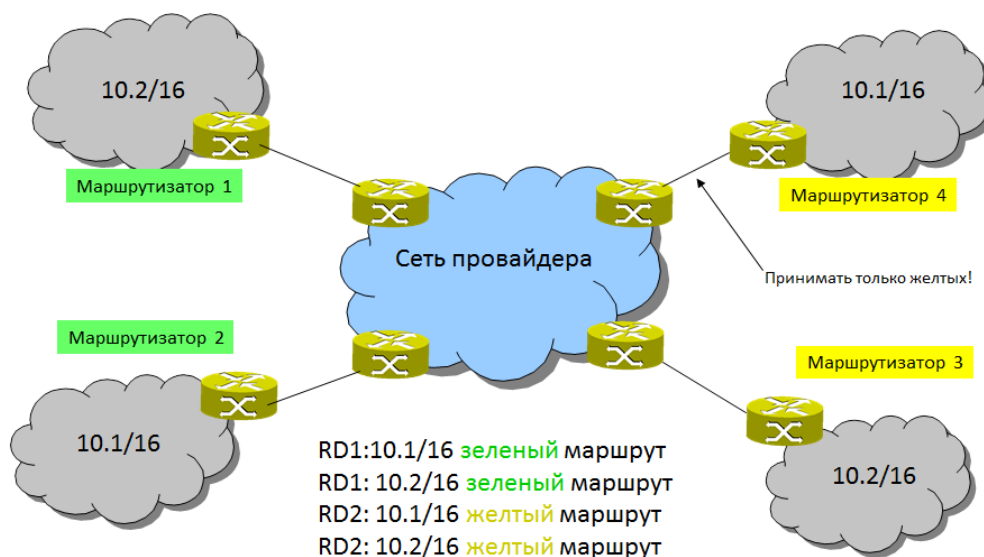 10.2/16
Маршрутизатор 1
10.1/16
Маршрутизатор 4
Сеть провайдера
Принимать только желтых!
Маршрутизатор 2
10.1/16
Маршрутизатор 3
10.2/16
RD1:10.1/16 зеленый маршрут
RD1: 10.2/16 зеленый маршрут
RD2: 10.1/16 желтый маршрут
RD2: 10.2/16 желтый маршрут